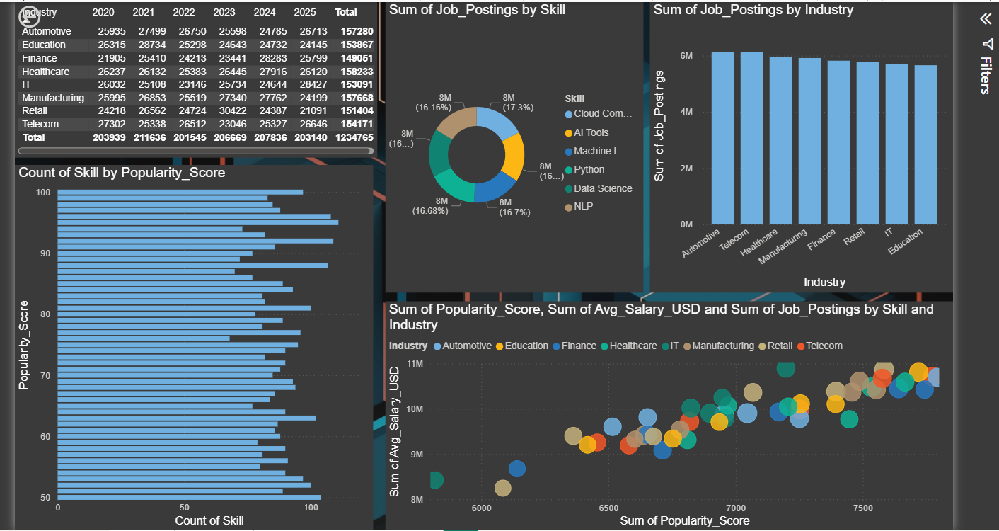 Industry 2020 2021 2022 2023 2024 2025 Total
Automotive 25935 27499 26750 25598 24785 26713 157280
Education 26315 28734 25298 24643 24732 24145 153867
Finance 21905 25410 24213 23441 28283 25799 149051
Healthcare 26237 26132 25383 26445 27916 26120 158233
IT 26032 25108 23146 25734 24644 28427 153091
Manufacturing 25995 26853 25519 27340 27762 24199 157668
Retail 24218 26562 24724 30422 24387 21091 151404
Telecom 27302 25338 26512 23046 25327 26646 154171
Total 203939 211636 201545 206669 207836 203140 1234765
Count of Skill by Popularity_Score
Popularity_Score
100
90
80
70
60
50
0 50 100
Count of Skill
Sum of Job_Postings by Skill
8M
(17.3%)
8M
(16...)
8M
(16.7%)
8M
(16.68%)
8M
(16...)
8M
(16.16%)
Skill
Cloud Com...
AI Tools
Machine L...
Python
Data Science
NLP
Sum of Job_Postings by Industry
Sum of Job_Postings
6M
4M
2M
0M
Automotive
Telecom
Healthcare
Manufacturing
Finance
Retail
IT
Education
Industry
Sum of Popularity_Score, Sum of Avg_Salary_USD and Sum of Job_Postings by Skill and
Industry
Industry Automotive Education Finance Healthcare IT Manufacturing Retail Telecom
Sum of Avg_Salary_USD
11M
10M
9M
8M
6000 6500 7000 7500
Sum of Popularity_Score
Filters